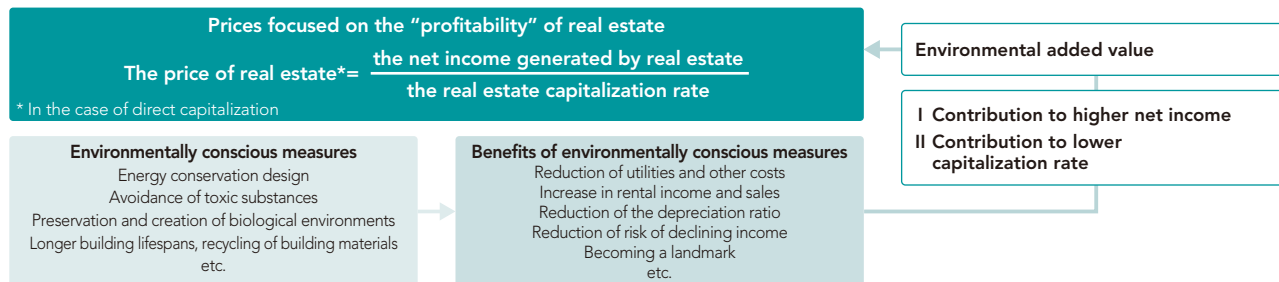 Prices focused on the “profitability” of real estate
The price of real estate*=
the net income generated by real estate
the real estate capitalization rate
* In the case of direct capitalization
Environmental added value
I Contribution to higher net income
II Contribution to lower
capitalization rate
Environmentally conscious measures
Energy conservation design
Avoidance of toxic substances
Preservation and creation of biological environments
Longer building lifespans, recycling of building materials
etc.
Benefits of environmentally conscious measures
Reduction of utilities and other costs
Increase in rental income and sales
Reduction of the depreciation ratio
Reduction of risk of declining income
Becoming a landmark
etc.